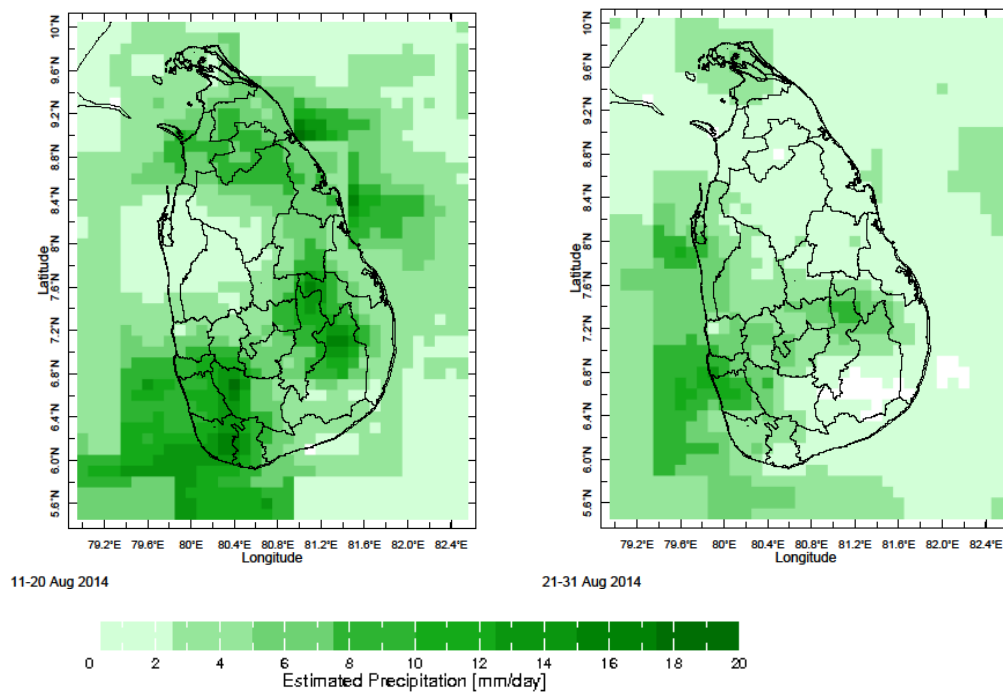 10°N
9.6°N
9.2°N
8.8°N
8.4°N
8°N
7.6°N
7.2°N
6.8°N
6.4°N
6.0°N
5.6°N
Latitude
79.2°E 79.6°E 80°E 80.4°E 80.8°E 81.2°E 81.6°E 82.0°E 82.4°E
Longitude
11-20 Aug 2014
10°N
9.6°N
9.2°N
8.8°N
8.4°N
8°N
7.6°N
7.2°N
6.8°N
6.4°N
6.0°N
5.6°N
Latitude
79.2°E 79.6°E 80°E 80.4°E 80.8°E 81.2°E 81.6°E 82.0°E 82.4°E
Longitude
21-31 Aug 2014
0 2 4 6 8 10 12 14 16 18 20
Estimated Precipitation [mm/day]